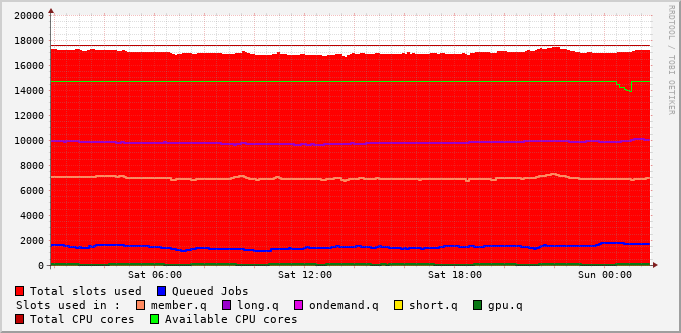 RRDTOOL / TOBI OETIKER
20000
18000
16000
14000
12000
10000
8000
6000
4000
2000
0
Sat 06:00 Sat 12:00 Sat 18:00 Sun 00:00
Total slots used Queued Jobs
Slots used in : member.q long.q ondemand.q short.q gpu.q
Total CPU cores Available CPU cores